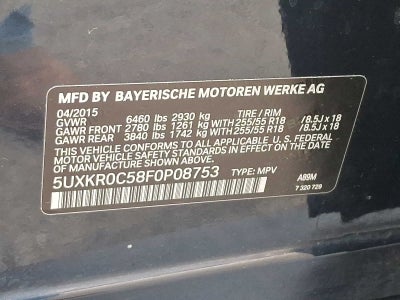 MFD BY BAYERISCHE MOTOREN WERKE AG
04/2015 TIRE / RIM
GVWR 6460 lbs 2930 kg
GAWR FRONT 2780 lbs 1261 kg WITH 255/55 R18 / 8.5J x 18
GAWR REAR 3840 lbs 1742 kg WITH 255/55 R18 / 8.5J x 18
THIS VEHICLE CONFORMS TO ALL APPLICABLE U. S. FEDERAL
MOTOR VEHICLE SAFETY STANDARDS IN EFFECT ON THE
DATE OF MANUFACTURE SHOWN ABOVE.
5UXKR0C58F0P08753 TYPE: MPV A89M
7 320 729